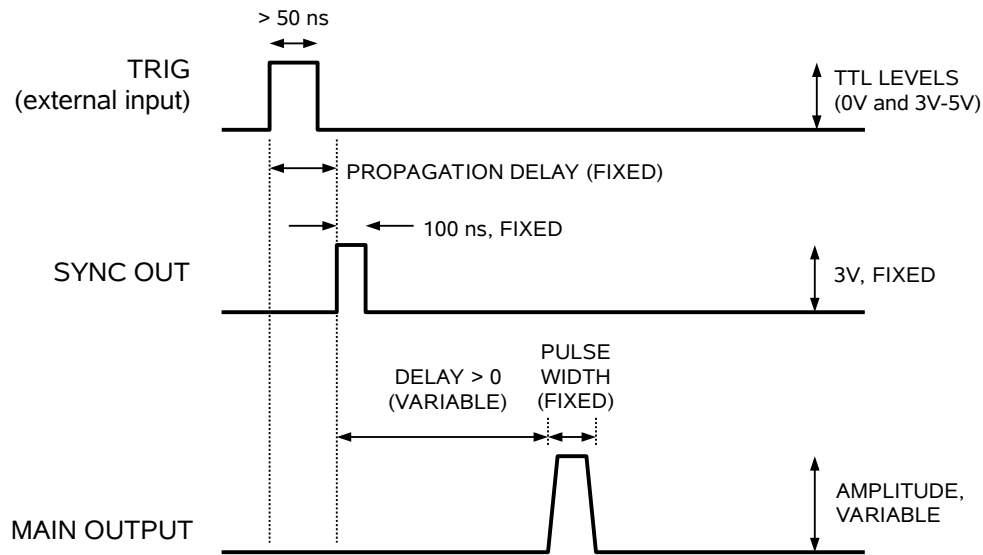 > 50 ns
TRIG
(external input)
TTL LEVELS
(0V and 3V-5V)
PROPAGATION DELAY (FIXED)
100 ns, FIXED
SYNC OUT
3V, FIXED
DELAY > 0
(VARIABLE)
PULSE
WIDTH
(FIXED)
MAIN OUTPUT
AMPLITUDE,
VARIABLE